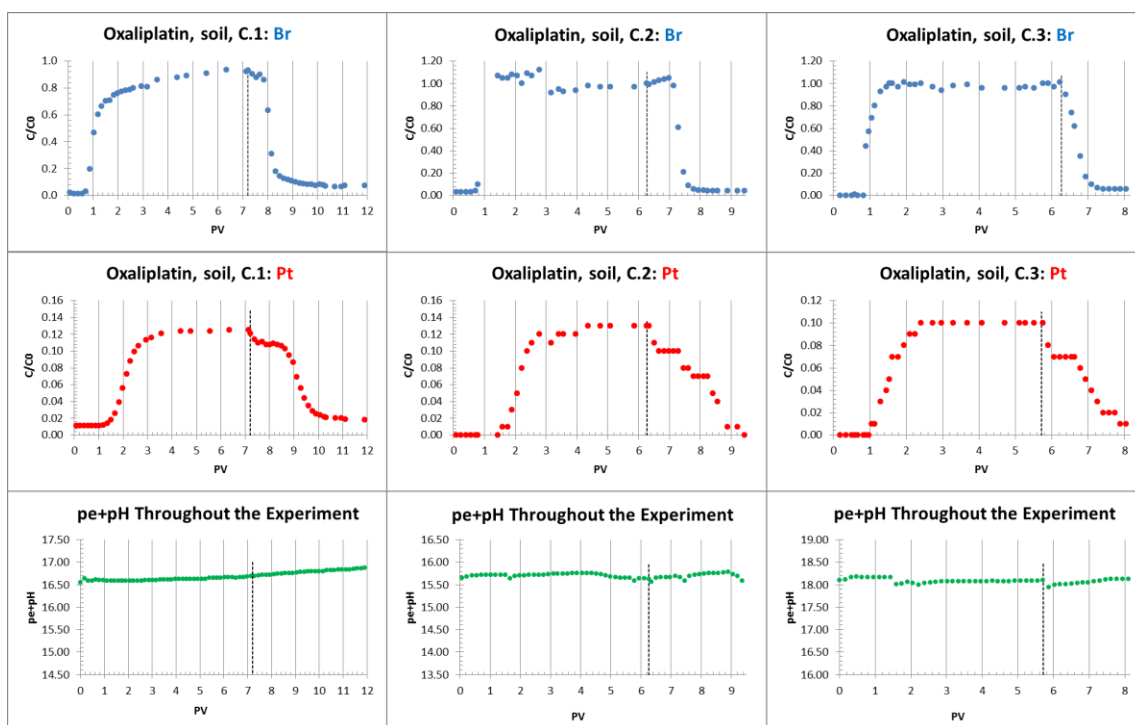 Oxaliplatin, soil, C.1: Br
C/C0
1.0
0.8
0.6
0.4
0.2
0.0
0 1 2 3 4 5 6 7 8 9 10 11 12
PV
Oxaliplatin, soil, C.2: Br
C/C0
1.20
1.00
0.80
0.60
0.40
0.20
0.00
0 1 2 3 4 5 6 7 8 9
PV
Oxaliplatin, soil, C.3: Br
C/C0
1.20
1.00
0.80
0.60
0.40
0.20
0.00
0 1 2 3 4 5 6 7 8
PV
Oxaliplatin, soil, C.1: Pt
C/C0
0.16
0.14
0.12
0.10
0.08
0.06
0.04
0.02
0.00
0 1 2 3 4 5 6 7 8 9 10 11 12
PV
Oxaliplatin, soil, C.2: Pt
C/C0
0.16
0.14
0.12
0.10
0.08
0.06
0.04
0.02
0.00
0 1 2 3 4 5 6 7 8 9
PV
Oxaliplatin, soil, C.3: Pt
C/C0
0.12
0.10
0.08
0.06
0.04
0.02
0.00
0 1 2 3 4 5 6 7 8
PV
pe+pH Throughout the Experiment
pe+pH
17.50
17.00
16.50
16.00
15.50
15.00
14.50
0 1 2 3 4 5 6 7 8 9 10 11 12
PV
pe+pH Throughout the Experiment
pe+pH
16.50
16.00
15.50
15.00
14.50
14.00
13.50
0 1 2 3 4 5 6 7 8 9
PV
pe+pH Throughout the Experiment
pe+pH
19.00
18.50
18.00
17.50
17.00
16.50
16.00
0 1 2 3 4 5 6 7 8
PV